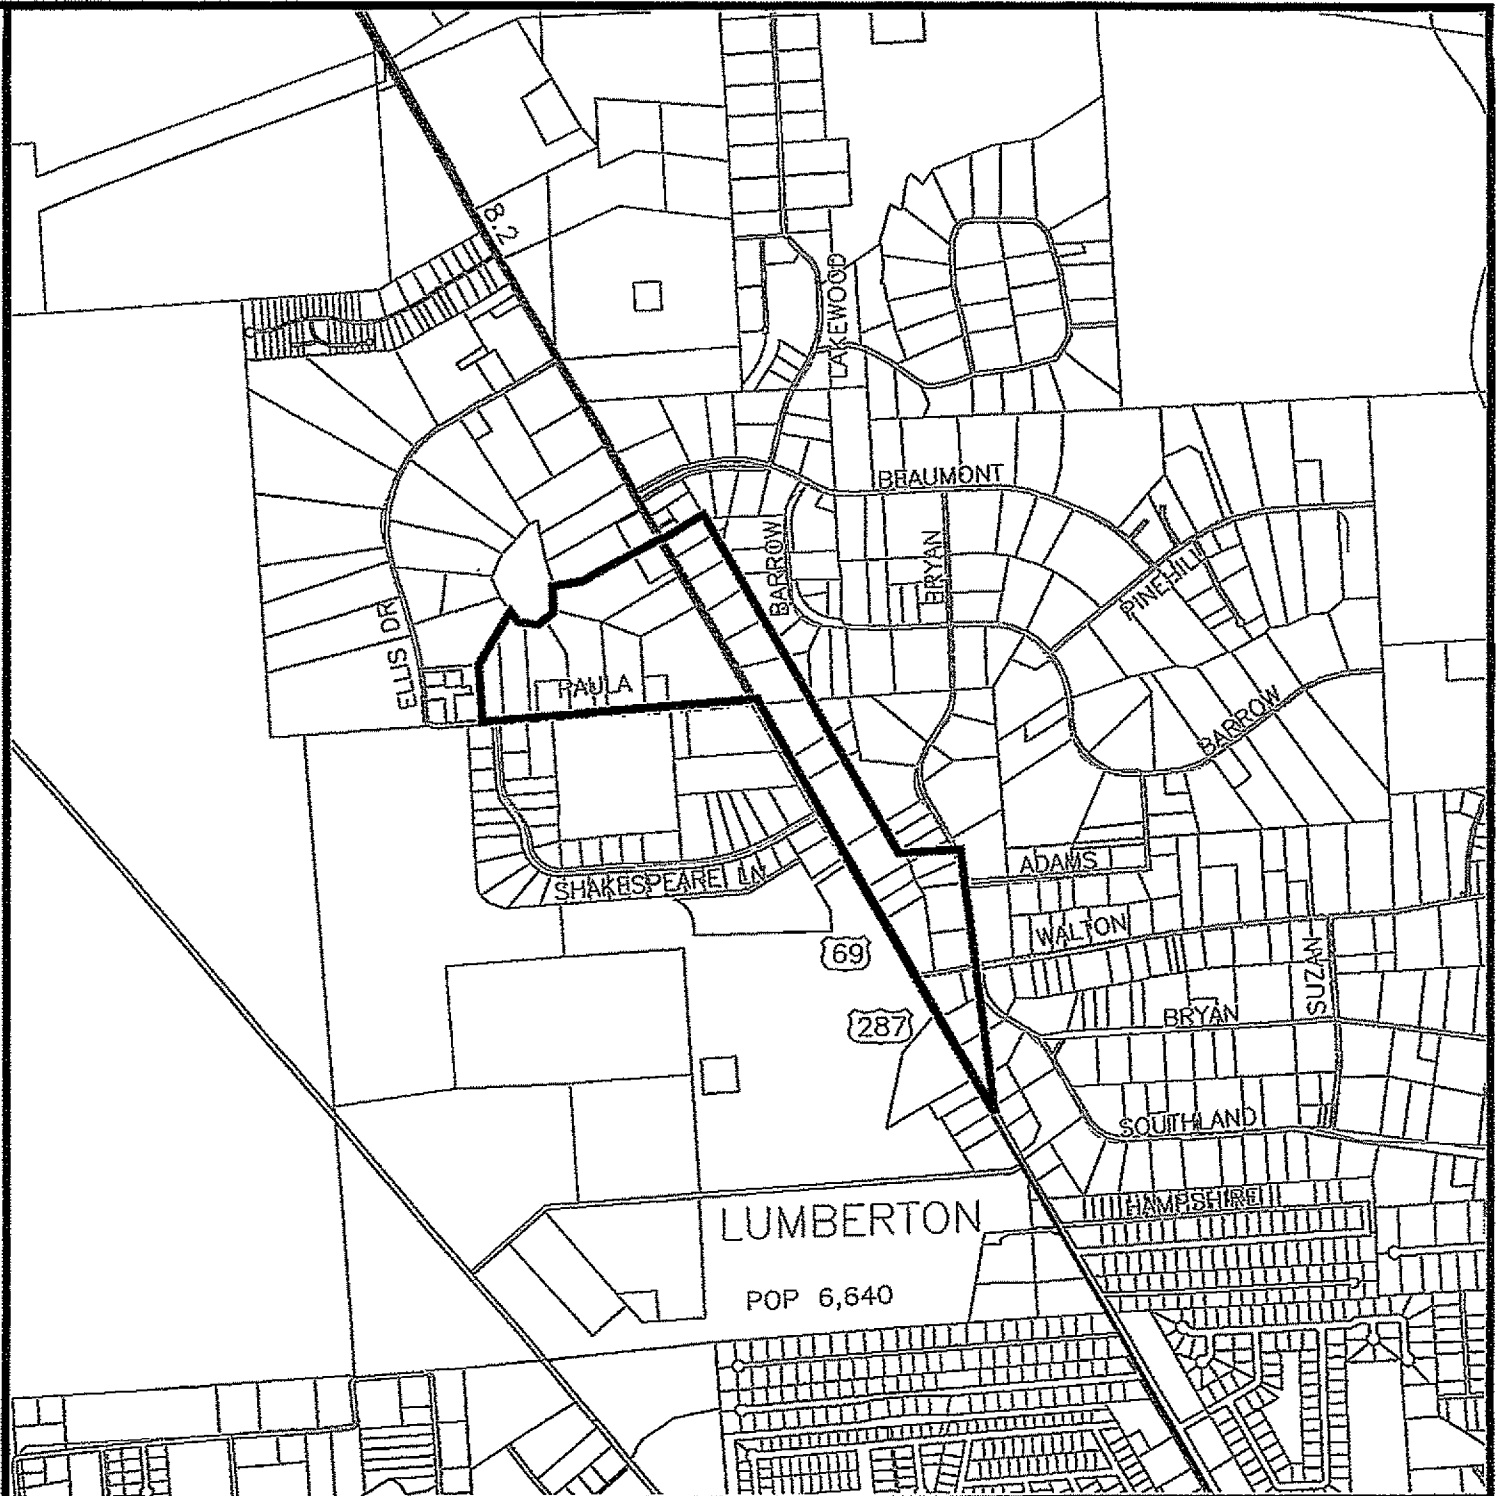 8.2
LAKEWOOD
BEAUMONT
BARROW
BRYAN
PINEHILL
ELLIS DR
PAULA
BARROW
ADAMS
SHAKESPEARE LN
WALTON
69
SUZAN
287
BRYAN
SOUTHLAND
HAMPSHIRE
LUMBERTON
POP 6,640